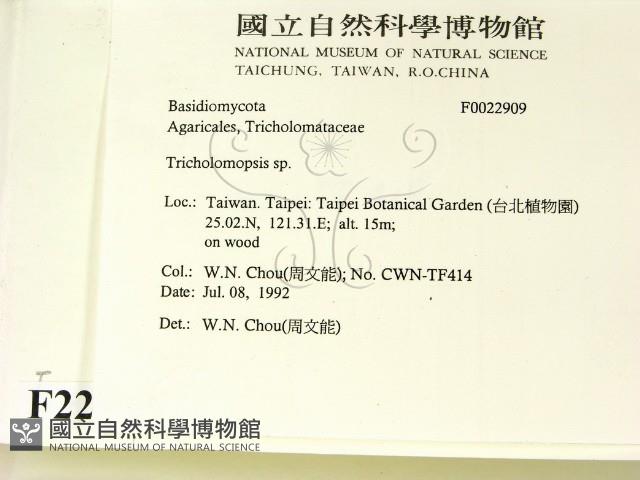 國立自然科學博物館
NATIONAL MUSEUM OF NATURAL SCIENCE
TAICHUNG, TAIWAN, R.O.CHINA
Basidiomycota F0022909
Agaricales, Tricholomataceae
Tricholomopsis sp.
Loc.: Taiwan. Taipei: Taipei Botanical Garden (台北植物園)
25.02.N, 121.31.E; alt. 15m;
on wood
Col.: W.N. Chou(周文能); No. CWN-TF414
Date: Jul. 08, 1992
Det.: W.N. Chou(周文能)
F22
國立自然科學博物館
NATIONAL MUSEUM OF NATURAL SCIENCE